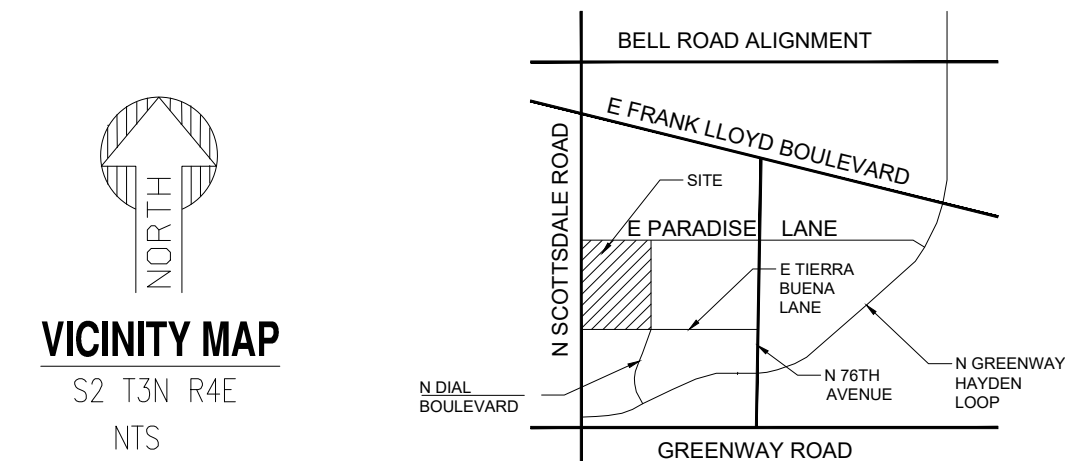 NORTH
VICINITY MAP
S2 T3N R4E
NTS
BELL ROAD ALIGNMENT
E FRANK LLOYD BOULEVARD
N SCOTTSDALE ROAD
SITE
E PARADISE LANE
E TIERRA
BUENA
LANE
N GREENWAY
HAYDEN
LOOP
N 76TH
AVENUE
N DIAL
BOULEVARD
GREENWAY ROAD